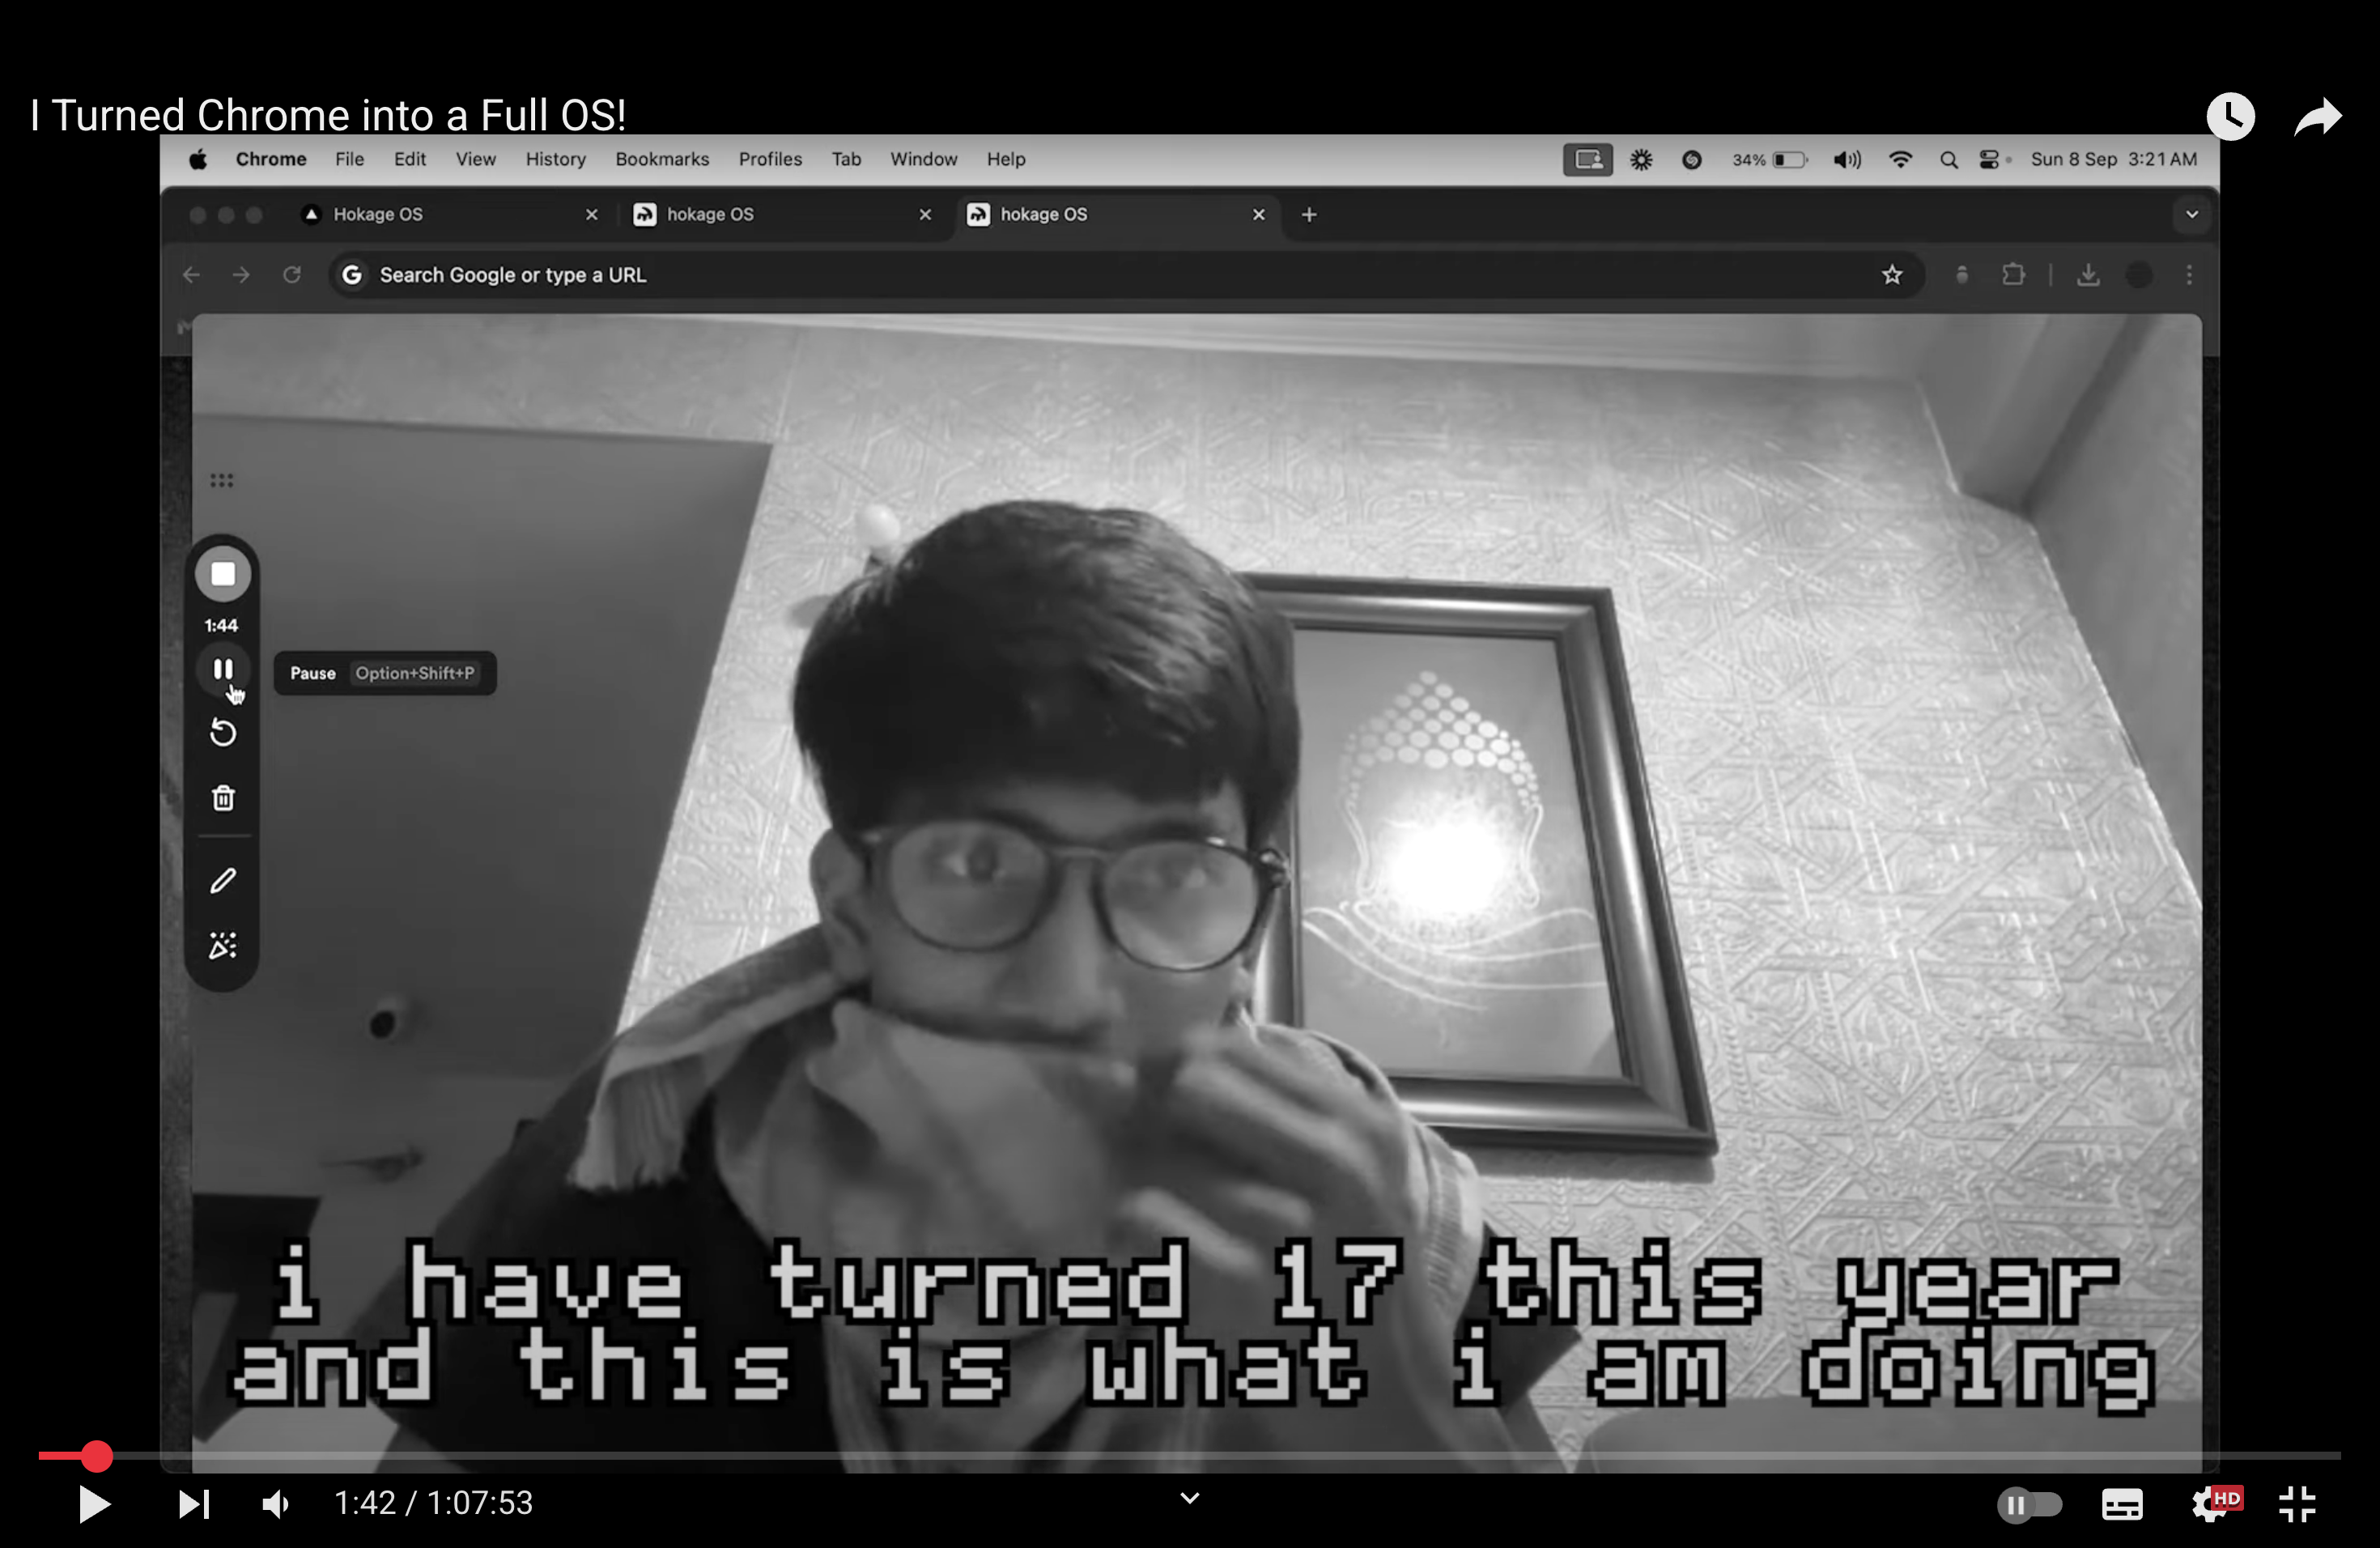 I Turned Chrome into a Full OS!
Chrome File Edit View History Bookmarks Profiles Tab Window Help 34% Sun 8 Sep 3:21 AM
Hokage OS hokage OS hokage OS
G Search Google or type a URL
1:44
Pause Option+Shift+P
i have turned 17 this year
and this is what i am doing
1:42 / 1:07:53 HD